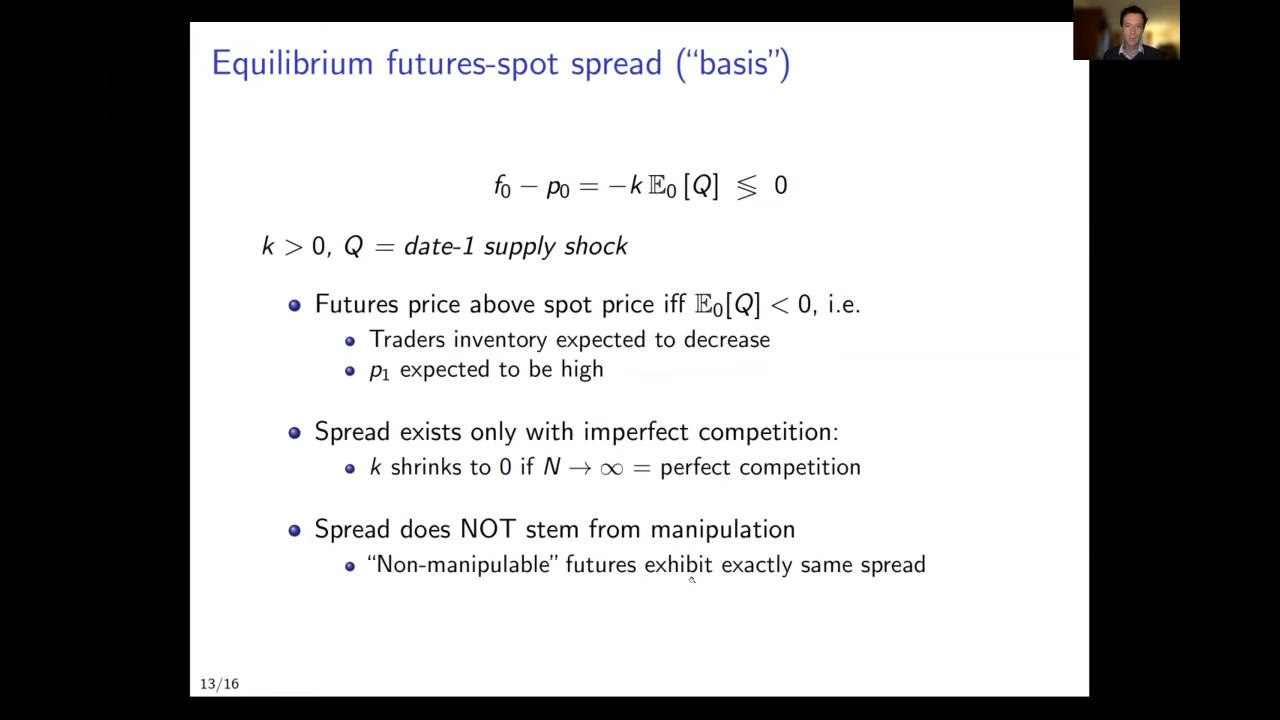 Equilibrium futures-spot spread (“basis”)
f₀ − p₀ = −k 𝔼₀ [Q] ≶ 0
k > 0, Q = date-1 supply shock
Futures price above spot price iff 𝔼₀[Q] < 0, i.e.
Traders inventory expected to decrease
p₁ expected to be high
Spread exists only with imperfect competition:
k shrinks to 0 if N → ∞ = perfect competition
Spread does NOT stem from manipulation
“Non-manipulable” futures exhibit exactly same spread
13/16